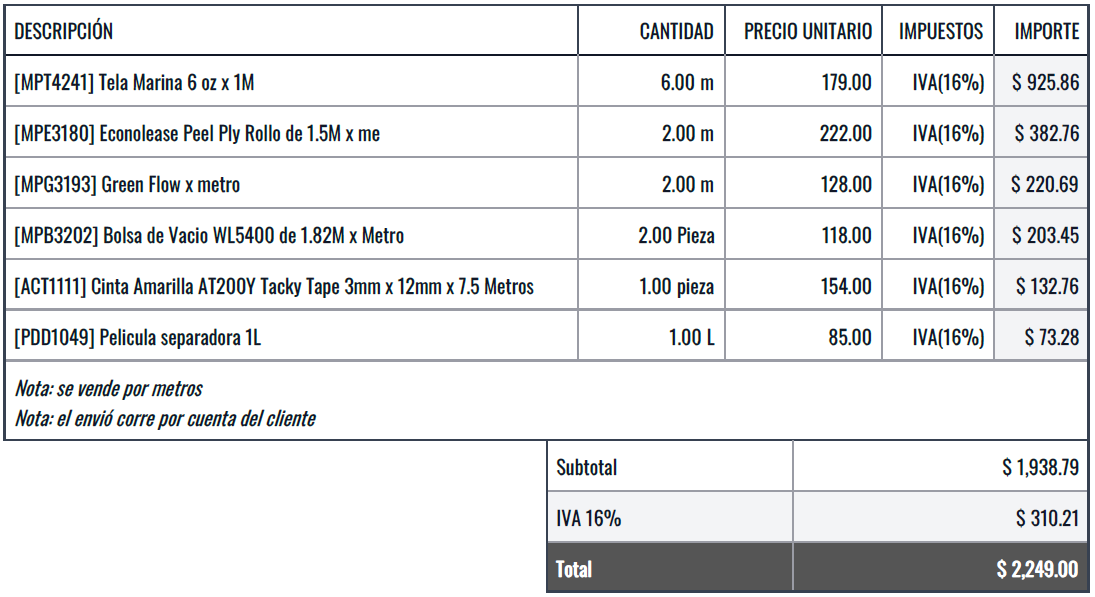 DESCRIPCIÓN CANTIDAD PRECIO UNITARIO IMPUESTOS IMPORTE
[MPT4241] Tela Marina 6 oz x 1M 6.00 m 179.00 IVA(16%) $ 925.86
[MPE3180] Econolease Peel Ply Rollo de 1.5M x me 2.00 m 222.00 IVA(16%) $ 382.76
[MPG3193] Green Flow x metro 2.00 m 128.00 IVA(16%) $ 220.69
[MPB3202] Bolsa de Vacio WL5400 de 1.82M x Metro 2.00 Pieza 118.00 IVA(16%) $ 203.45
[ACT1111] Cinta Amarilla AT200Y Tacky Tape 3mm x 12mm x 7.5 Metros 1.00 pieza 154.00 IVA(16%) $ 132.76
[PDD1049] Pelicula separadora 1L 1.00 L 85.00 IVA(16%) $ 73.28
Nota: se vende por metros
Nota: el envió corre por cuenta del cliente
Subtotal $ 1,938.79
IVA 16% $ 310.21
Total $ 2,249.00